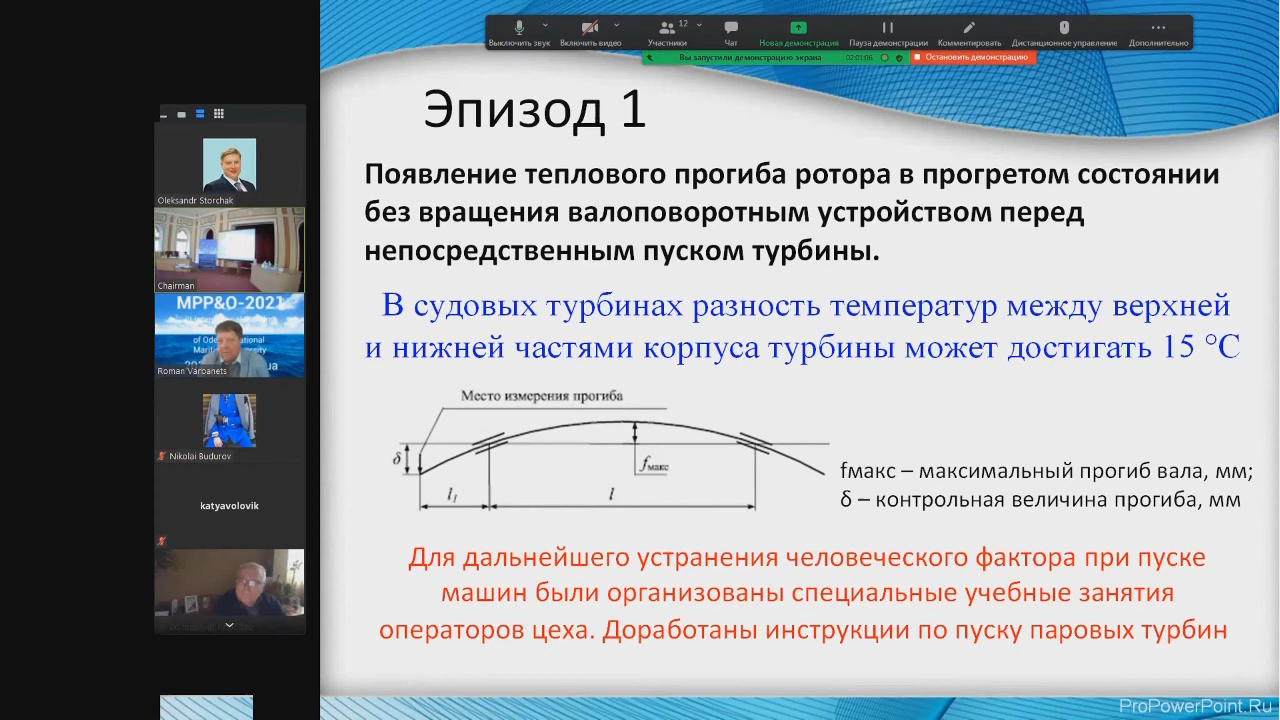 Выключить звук
Включить видео
12
Участники
Чат
Новая демонстрация
Пауза демонстрации
Комментировать
Дистанционное управление
Дополнительно
Вы запустили демонстрацию экрана
02:01:06
Остановить демонстрацию
Oleksandr Storchak
Chairman
MPP&O-2021
Roman Varbanets
Nikolai Budurov
katyavolovik
Эпизод 1
Появление теплового прогиба ротора в прогретом состоянии
без вращения валоповоротным устройством перед
непосредственным пуском турбины.
В судовых турбинах разность температур между верхней
и нижней частями корпуса турбины может достигать 15 °С
Место измерения прогиба
δ
fмакс
l1
l
fмакс – максимальный прогиб вала, мм;
δ – контрольная величина прогиба, мм
Для дальнейшего устранения человеческого фактора при пуске
машин были организованы специальные учебные занятия
операторов цеха. Доработаны инструкции по пуску паровых турбин
ProPowerPoint.Ru